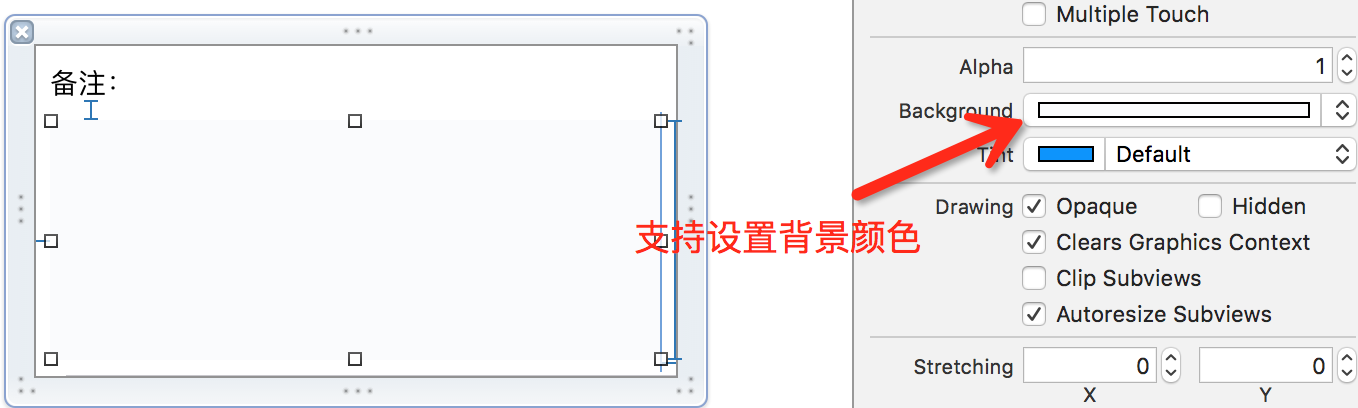 备注：
支持设置背景颜色
Multiple Touch
Alpha 1
Background
Tint Default
Drawing Opaque Hidden
Clears Graphics Context
Clip Subviews
Autoresize Subviews
Stretching 0 0
X Y